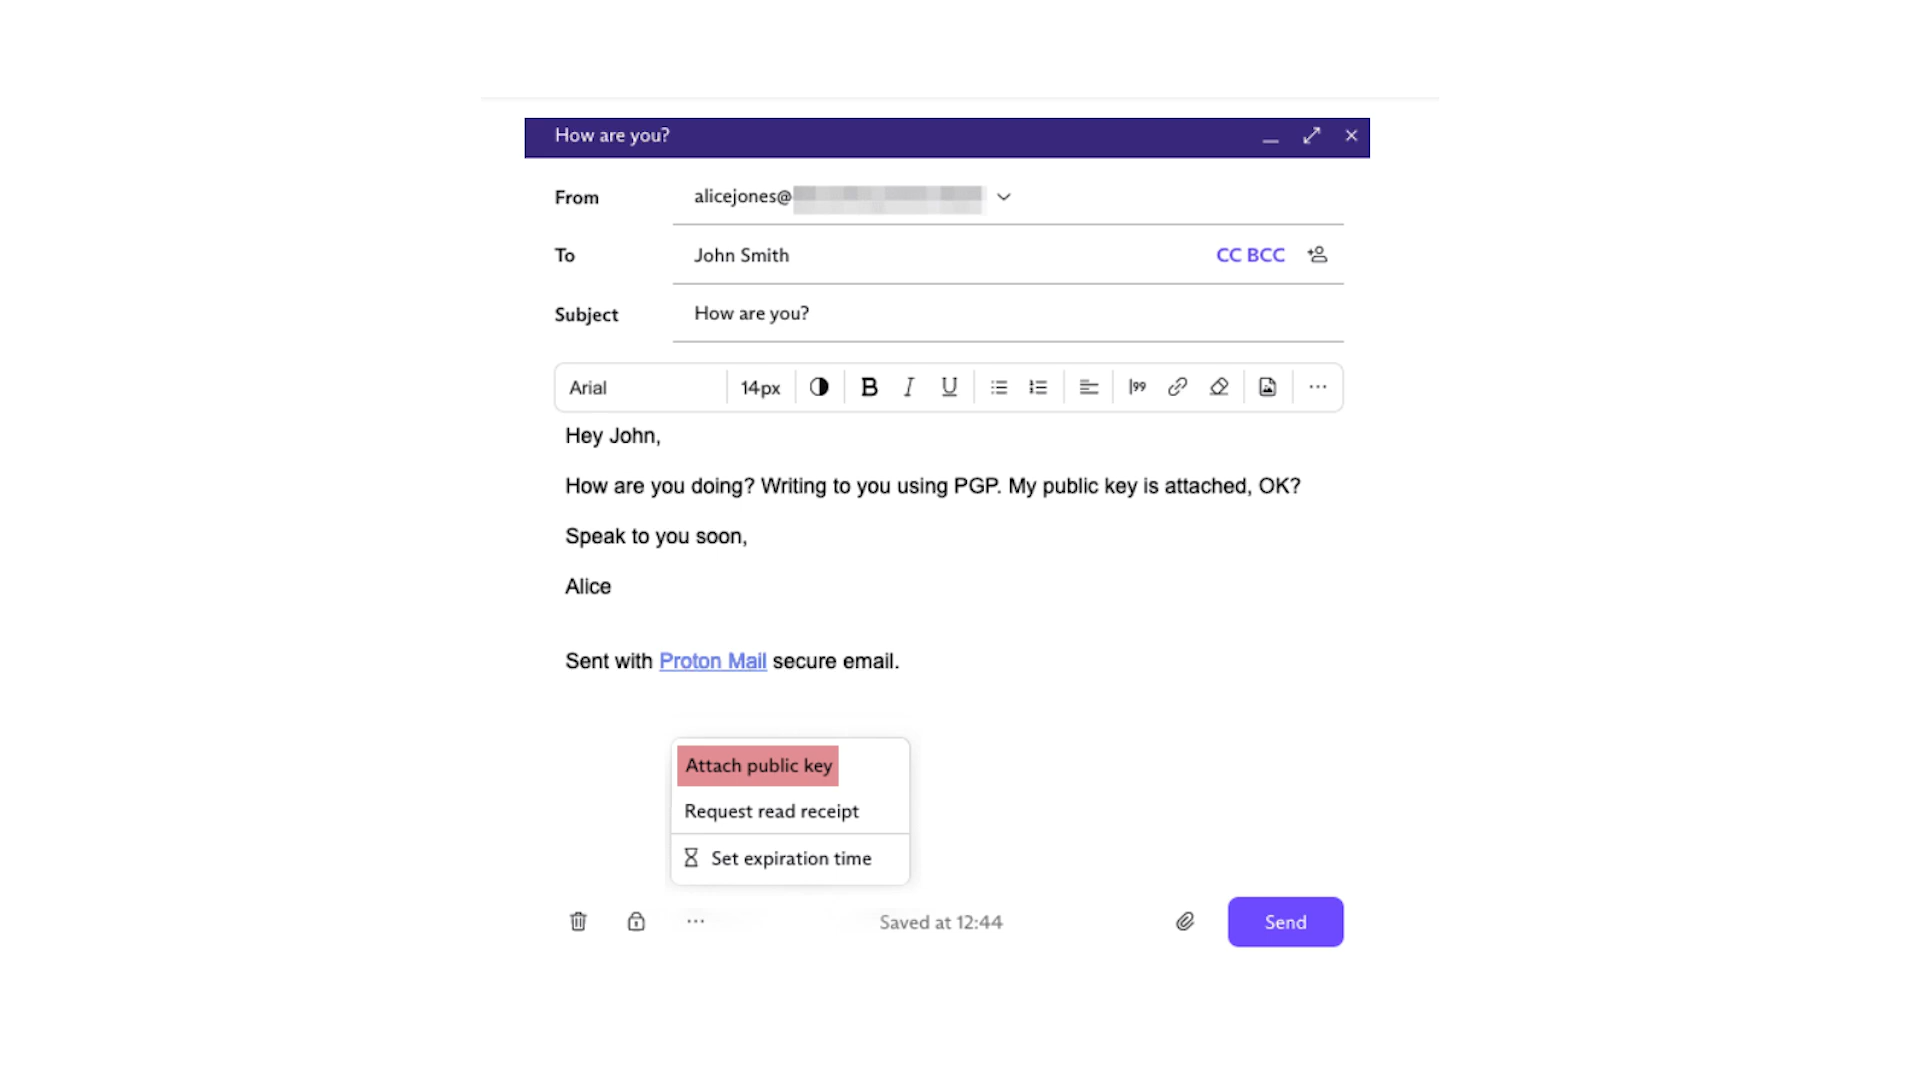 How are you?
From alicejones@
To John Smith CC BCC
Subject How are you?
Arial 14px B I U
Hey John,
How are you doing? Writing to you using PGP. My public key is attached, OK?
Speak to you soon,
Alice
Sent with Proton Mail secure email.
Attach public key
Request read receipt
Set expiration time
Saved at 12:44 Send